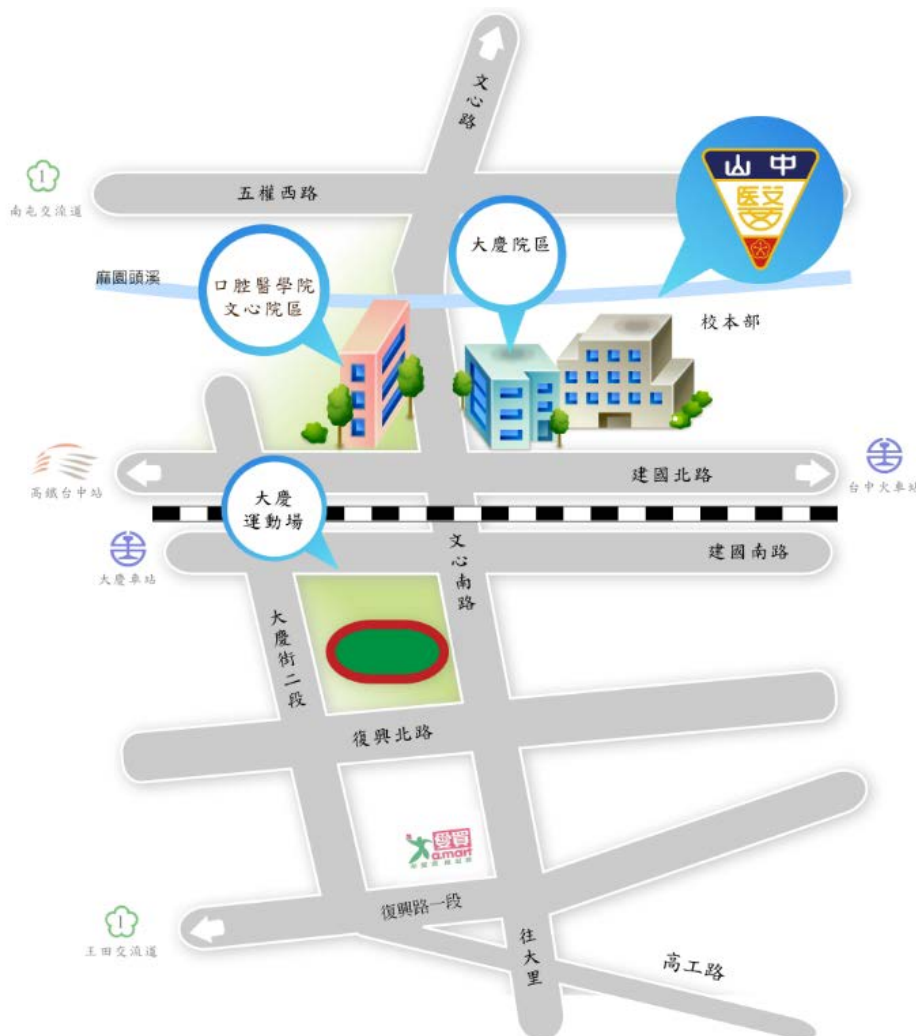 文心路
山中
医
1
南屯交流道
五權西路
大慶院區
口腔醫學院
文心院區
麻園頭溪
校本部
建國北路
高鐵台中站
台中火車站
大慶
運動場
大慶車站
建國南路
文心南路
大慶街二段
復興北路
愛買
a.mart
復興路一段
1
王田交流道
往大里
高工路